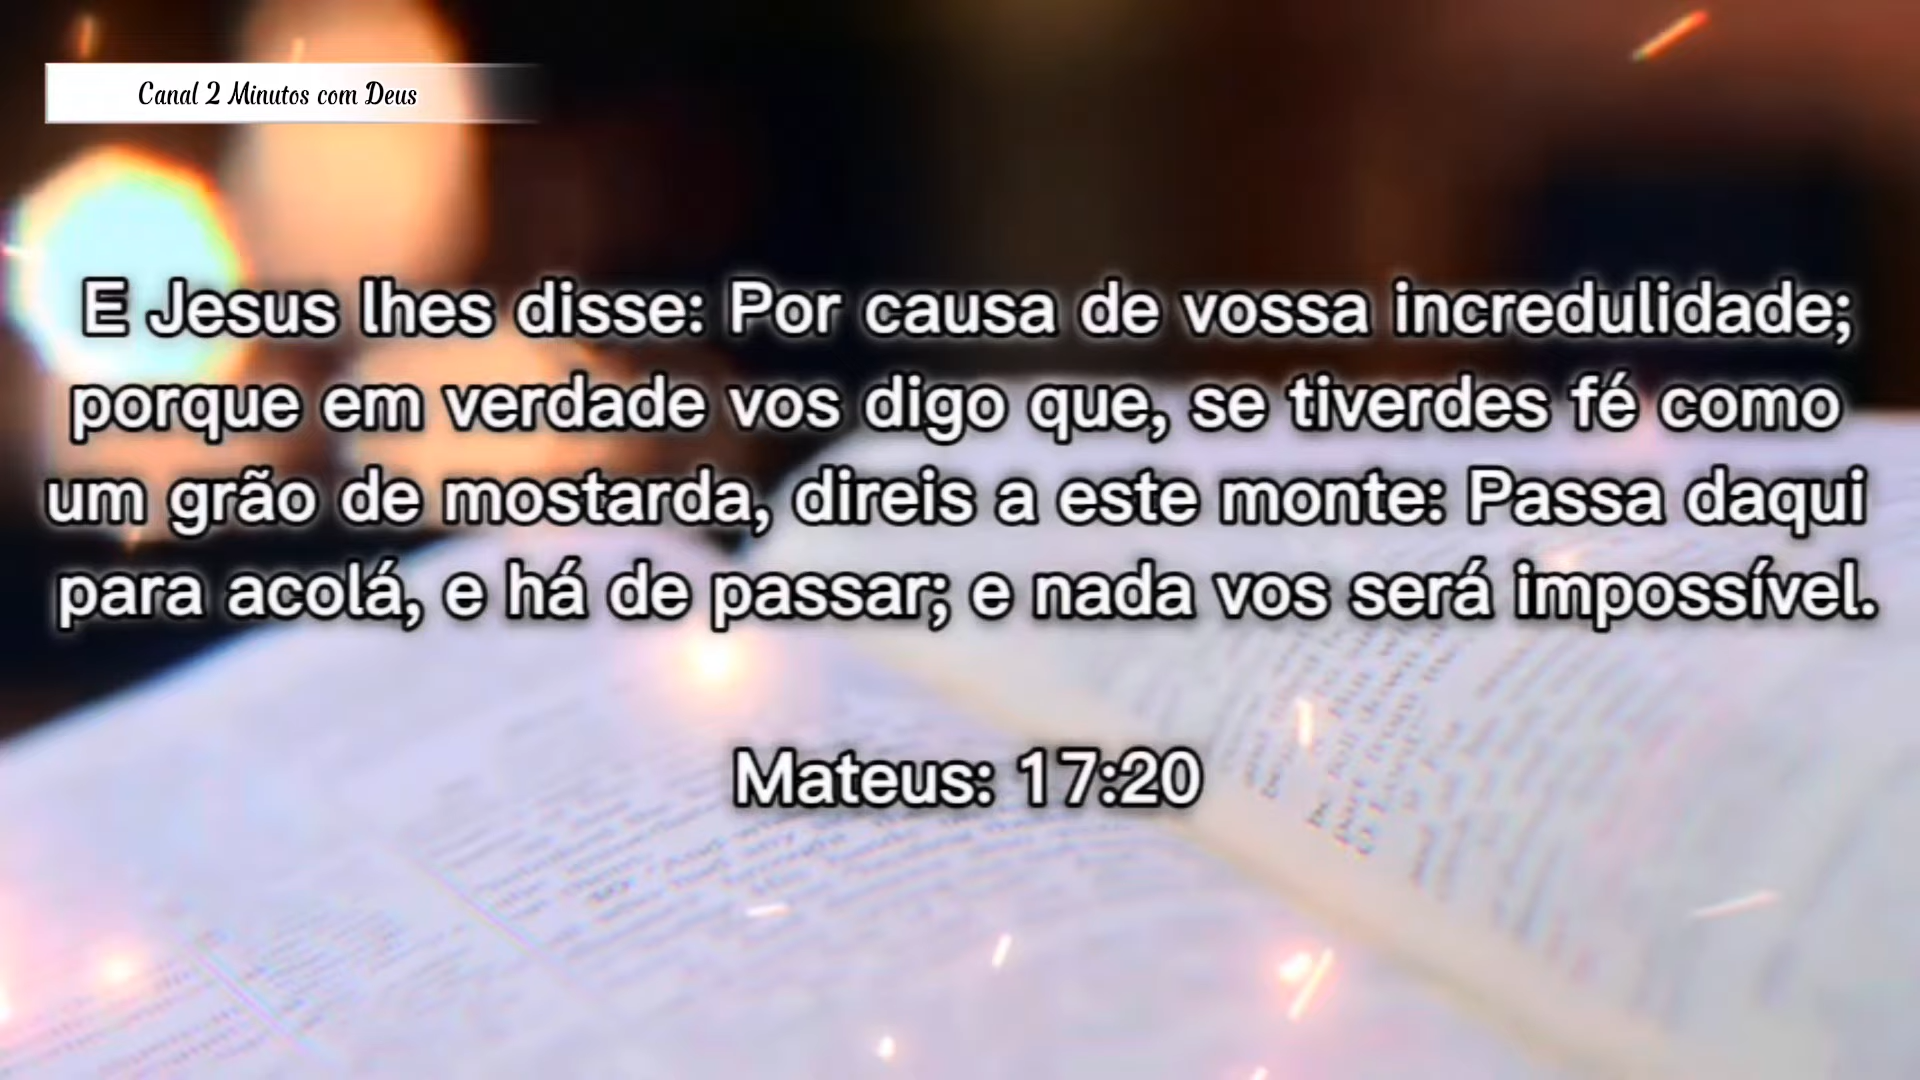 Canal 2 Minutos com Deus
E Jesus lhes disse: Por causa de vossa incredulidade;
porque em verdade vos digo que, se tiverdes fé como
um grão de mostarda, direis a este monte: Passa daqui
para acolá, e há de passar; e nada vos será impossível.
Mateus: 17:20